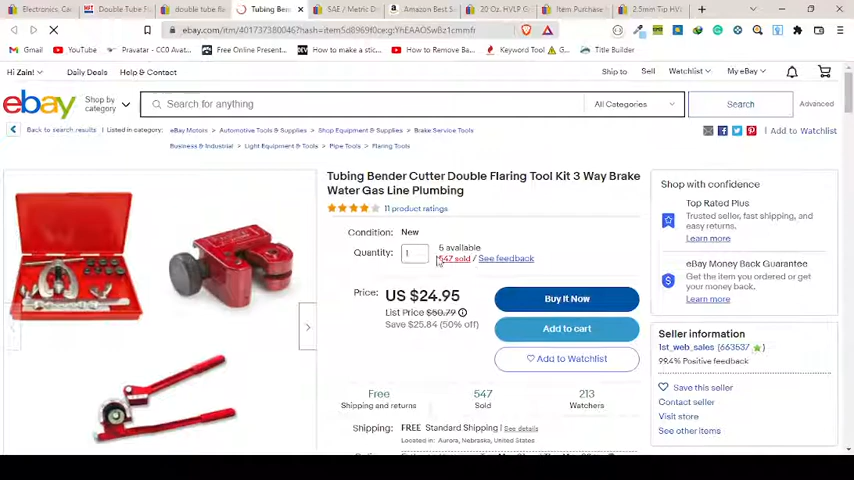 Electronics, Ca
Double Tube F
double tube fla
Tubing Ben
SAE / Metric D
Amazon Best S
20 Oz. HVLP G
Item Purchase
2.5mm Tip HV
ebay.com/itm/401737380046?hash=item5d8969f0ce:g:YhEAAOSwBz1cmmfr
Gmail
YouTube
Pravatar - CC0 Avat
Free Online Present
How to make a stic
How to Remove Ba
Keyword Tool
Adding Title
Hi Zain!
Daily Deals
Help & Contact
Ship to
Sell
Watchlist
My eBay
ebay
Shop by
category
Search for anything
All Categories
Search
Advanced
Back to search results
Listed in category:
eBay Motors > Automotive Tools & Supplies > Shop Equipment & Supplies > Brake Service Tools
Add to Watchlist
Business & Industrial > Light Equipment & Tools > Pipe Tools > Flaring Tools
Tubing Bender Cutter Double Flaring Tool Kit 3 Way Brake
Water Gas Line Plumbing
11 product ratings
Condition: New
Quantity: 1
5 available
547 sold / See feedback
Price: US $24.95
List Price $50.79
Save $25.84 (50% off)
Buy It Now
Add to cart
Add to Watchlist
Free
Shipping and returns
547
Sold
213
Watchers
Shipping: FREE Standard Shipping | See details
Located in: Aurora, Nebraska, United States
Shop with confidence
Top Rated Plus
Trusted seller, fast shipping, and
easy returns.
Learn more
eBay Money Back Guarantee
Get the item you ordered or
get your money back.
Learn more
Seller information
1st_web_sales (663537 )
99.4% Positive feedback
Save this seller
Contact seller
Visit store
See other items